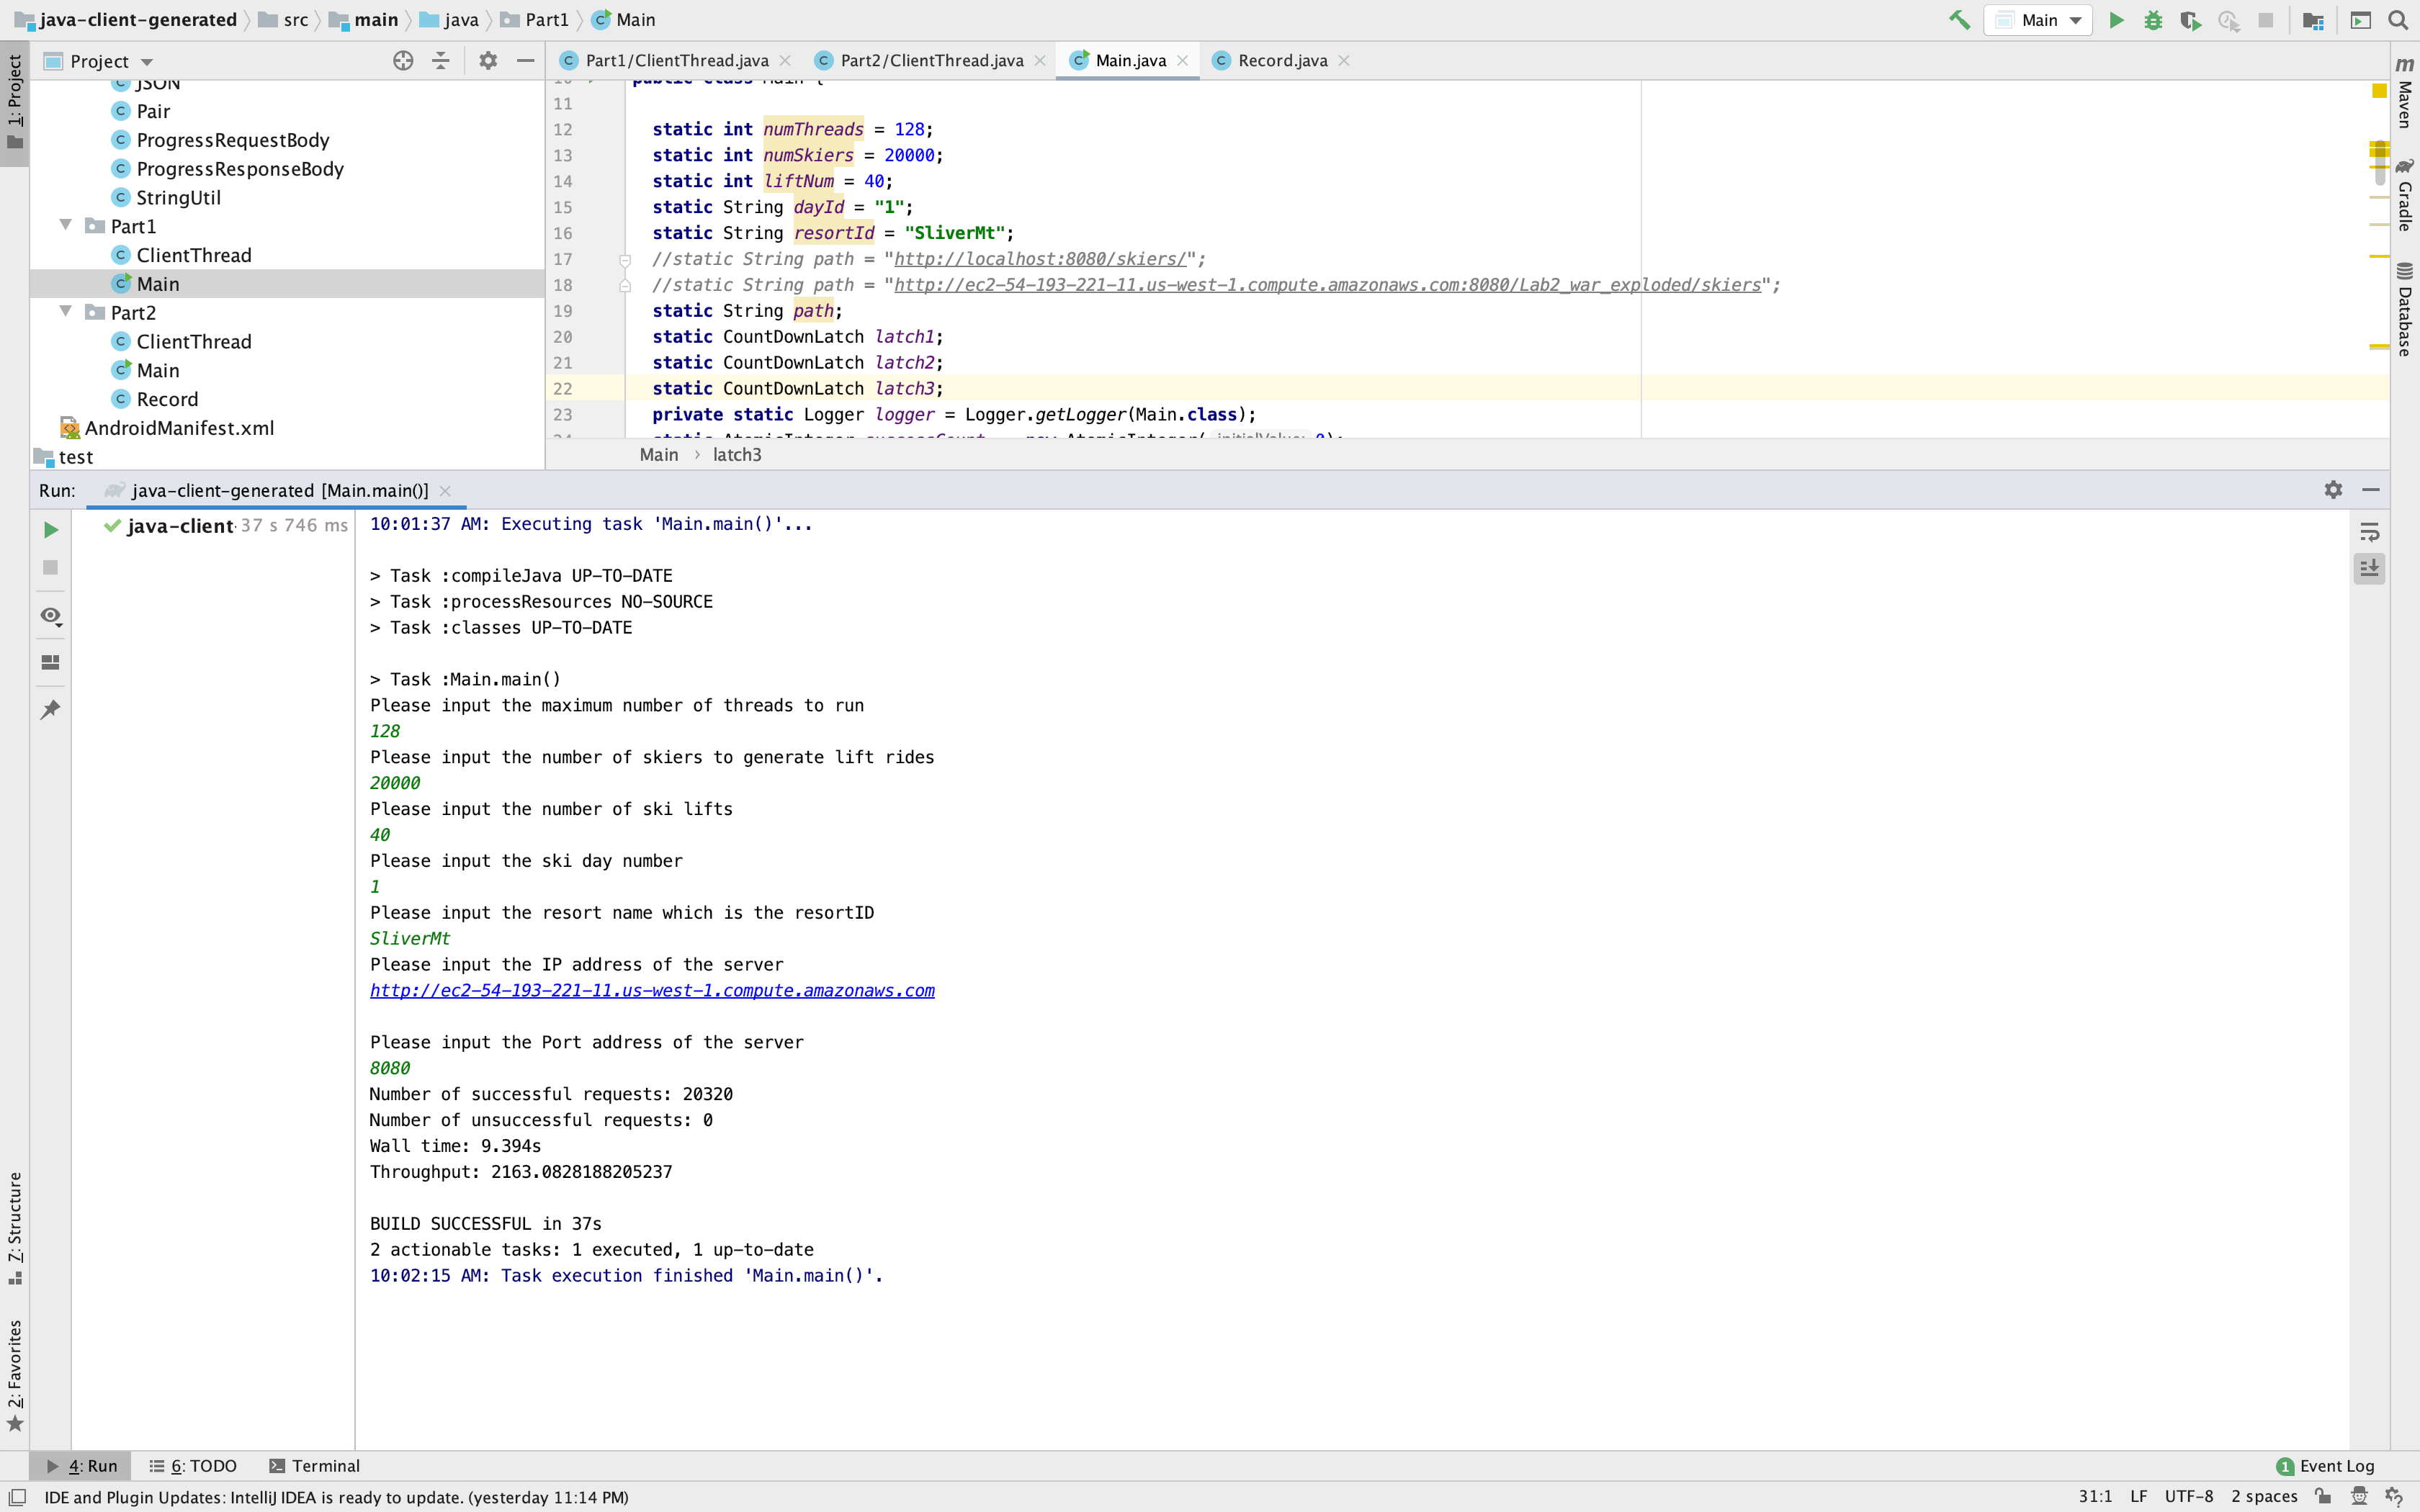 java-client-generated src main java Part1 Main
Main
1: Project
Project
JSON
Pair
ProgressRequestBody
ProgressResponseBody
StringUtil
Part1
ClientThread
Main
Part2
ClientThread
Main
Record
AndroidManifest.xml
test
Part1/ClientThread.java Part2/ClientThread.java Main.java Record.java
public class Main {
11
12 static int numThreads = 128;
13 static int numSkiers = 20000;
14 static int liftNum = 40;
15 static String dayId = "1";
16 static String resortId = "SliverMt";
17 //static String path = "http://localhost:8080/skiers/";
18 //static String path = "http://ec2-54-193-221-11.us-west-1.compute.amazonaws.com:8080/Lab2_war_exploded/skiers";
19 static String path;
20 static CountDownLatch latch1;
21 static CountDownLatch latch2;
22 static CountDownLatch latch3;
23 private static Logger logger = Logger.getLogger(Main.class);
Main › latch3
m Maven
Gradle
Database
Run: java-client-generated [Main.main()]
java-client 37 s 746 ms
10:01:37 AM: Executing task 'Main.main()'...
> Task :compileJava UP-TO-DATE
> Task :processResources NO-SOURCE
> Task :classes UP-TO-DATE
> Task :Main.main()
Please input the maximum number of threads to run
128
Please input the number of skiers to generate lift rides
20000
Please input the number of ski lifts
40
Please input the ski day number
1
Please input the resort name which is the resortID
SliverMt
Please input the IP address of the server
http://ec2-54-193-221-11.us-west-1.compute.amazonaws.com
Please input the Port address of the server
8080
Number of successful requests: 20320
Number of unsuccessful requests: 0
Wall time: 9.394s
Throughput: 2163.0828188205237
BUILD SUCCESSFUL in 37s
2 actionable tasks: 1 executed, 1 up-to-date
10:02:15 AM: Task execution finished 'Main.main()'.
7: Structure
2: Favorites
4: Run 6: TODO Terminal
1 Event Log
IDE and Plugin Updates: IntelliJ IDEA is ready to update. (yesterday 11:14 PM)
31:1 LF UTF-8 2 spaces